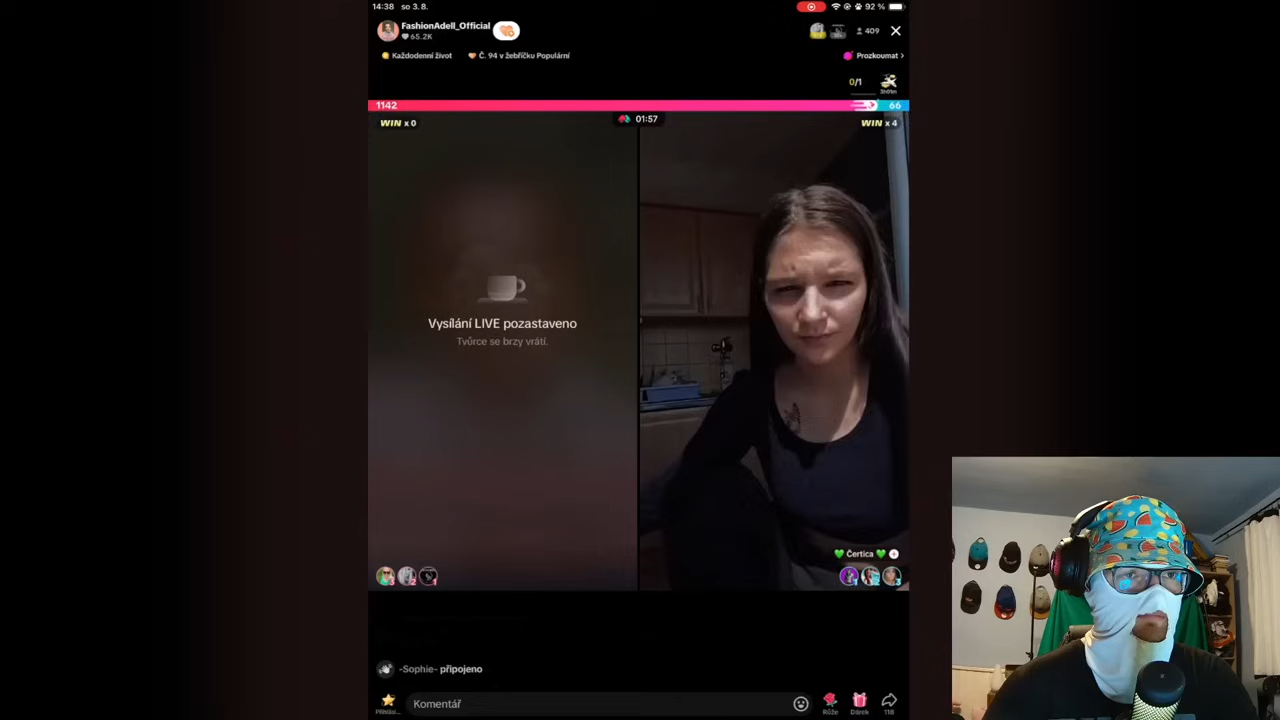 14:38 so 3. 8.
92 %
FashionAdell_Official
65.2K
409
Každodenní život
Č. 94 v žebříčku Populární
Prozkoumat
0/1
3h01m
1142
66
WIN x 0
01:57
WIN x 4
Vysílání LIVE pozastaveno
Tvůrce se brzy vrátí.
Čertica
-Sophie- připojeno
Komentář
Růže
Dárek
118